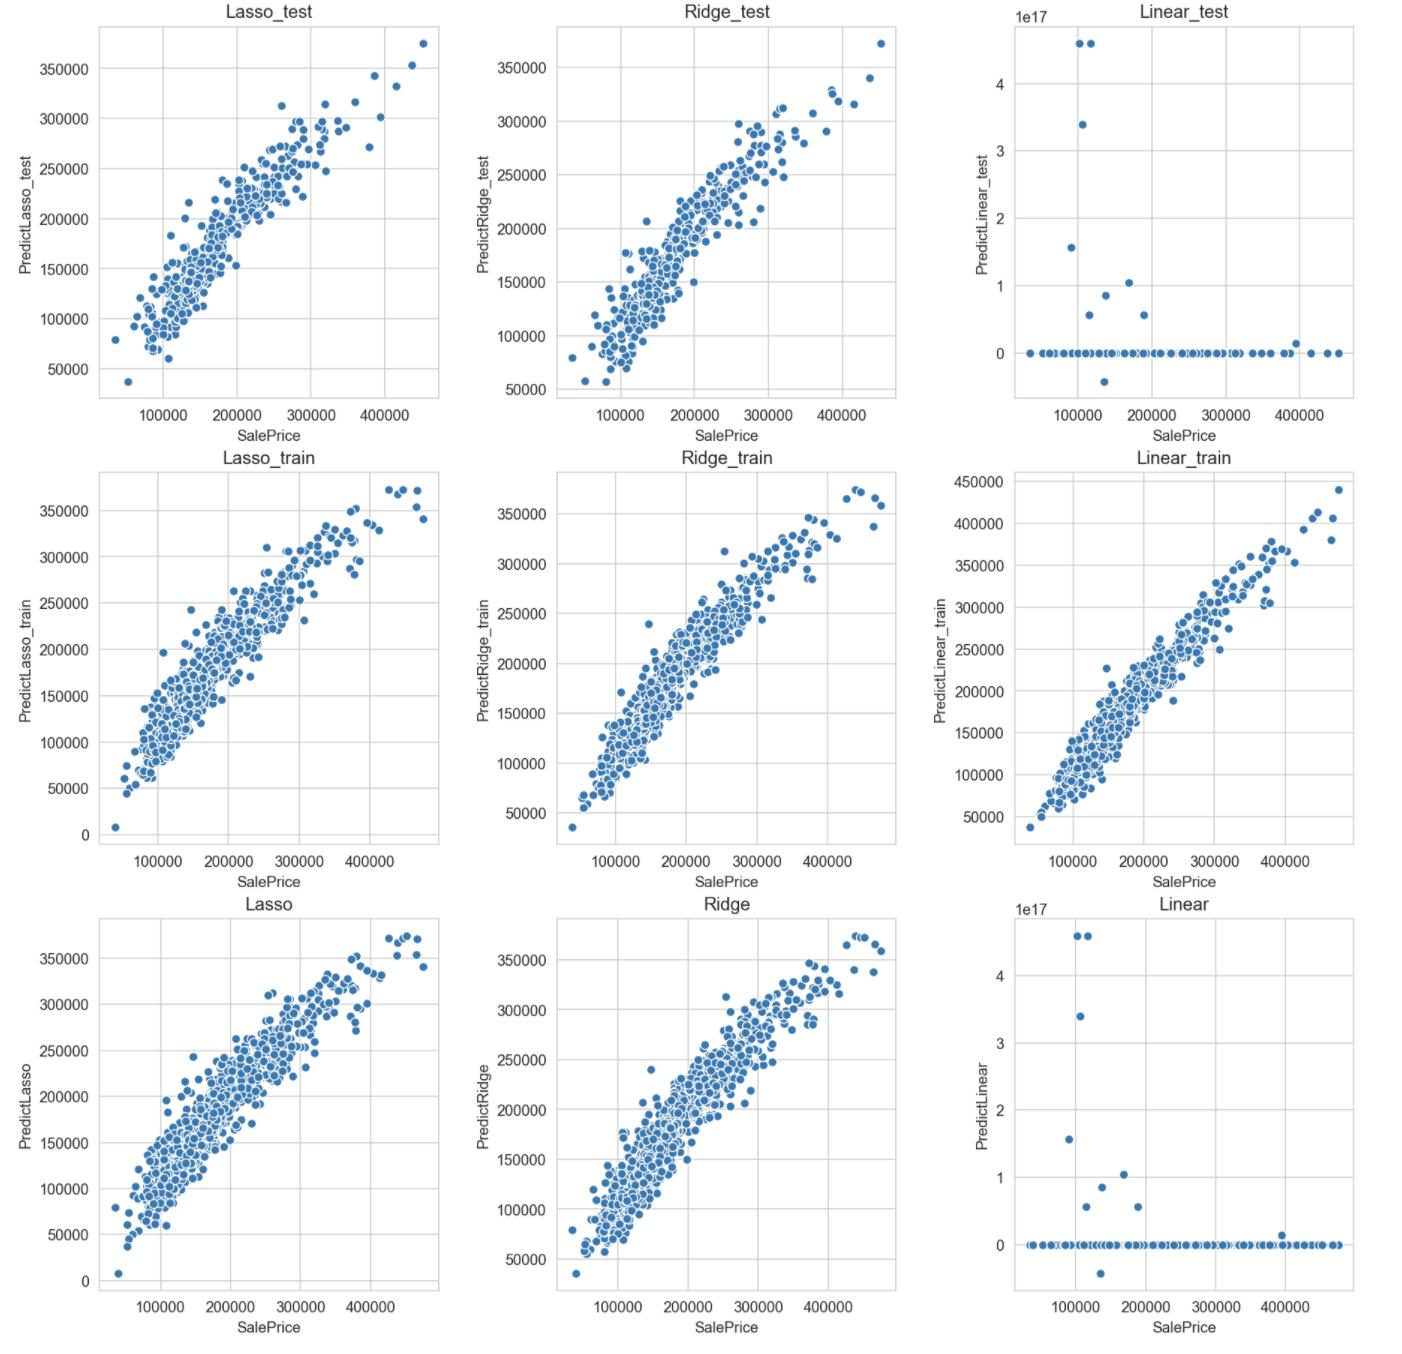 Lasso_test
350000
300000
250000
200000
150000
100000
50000
PredictLasso_test
100000 200000 300000 400000
SalePrice
Ridge_test
350000
300000
250000
200000
150000
100000
50000
PredictRidge_test
100000 200000 300000 400000
SalePrice
Linear_test
1e17
4
3
2
1
0
PredictLinear_test
100000 200000 300000 400000
SalePrice
Lasso_train
350000
300000
250000
200000
150000
100000
50000
0
PredictLasso_train
100000 200000 300000 400000
SalePrice
Ridge_train
350000
300000
250000
200000
150000
100000
50000
PredictRidge_train
100000 200000 300000 400000
SalePrice
Linear_train
450000
400000
350000
300000
250000
200000
150000
100000
50000
PredictLinear_train
100000 200000 300000 400000
SalePrice
Lasso
350000
300000
250000
200000
150000
100000
50000
0
PredictLasso
100000 200000 300000 400000
SalePrice
Ridge
350000
300000
250000
200000
150000
100000
50000
PredictRidge
100000 200000 300000 400000
SalePrice
Linear
1e17
4
3
2
1
0
PredictLinear
100000 200000 300000 400000
SalePrice